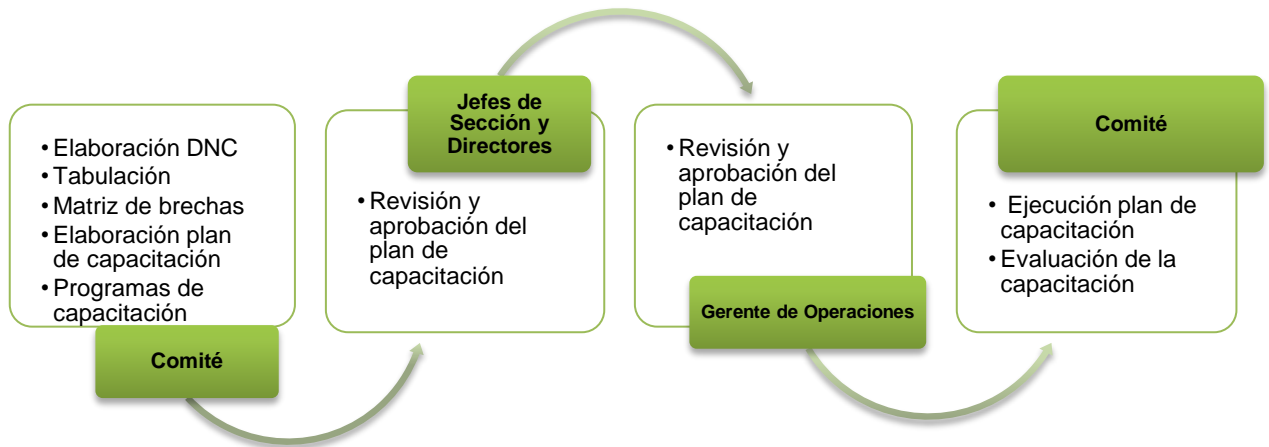 • Elaboración DNC
• Tabulación
• Matriz de brechas
• Elaboración plan
de capacitación
• Programas de
capacitación
Comité
Jefes de
Sección y
Directores
• Revisión y
aprobación del
plan de
capacitación
• Revisión y
aprobación del
plan de
capacitación
Gerente de Operaciones
Comité
• Ejecución plan de
capacitación
• Evaluación de la
capacitación